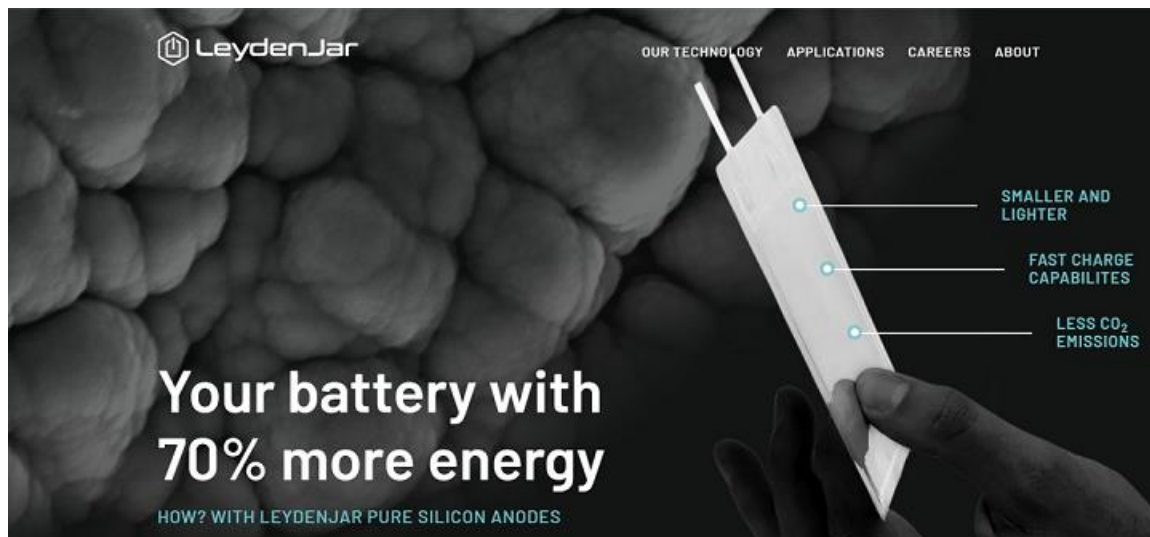 LeydenJar
OUR TECHNOLOGY APPLICATIONS CAREERS ABOUT
SMALLER AND
LIGHTER
FAST CHARGE
CAPABILITES
LESS CO₂
EMISSIONS
Your battery with
70% more energy
HOW? WITH LEYDENJAR PURE SILICON ANODES